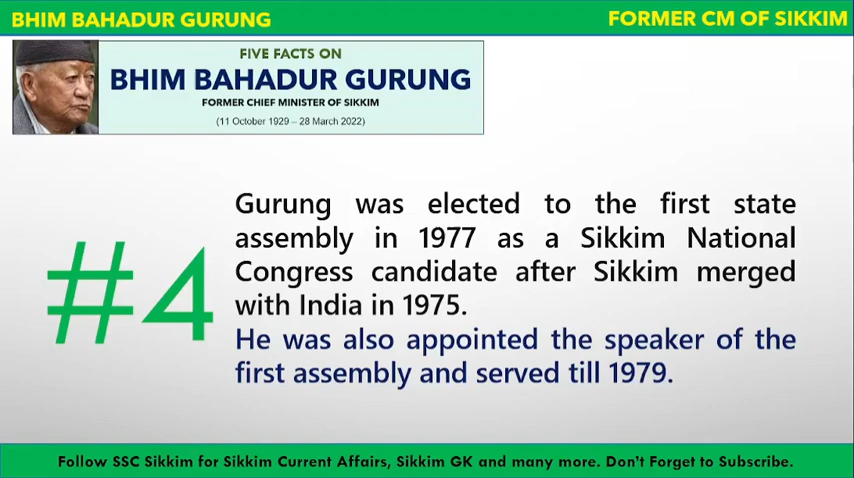 BHIM BAHADUR GURUNG
FORMER CM OF SIKKIM
FIVE FACTS ON
BHIM BAHADUR GURUNG
FORMER CHIEF MINISTER OF SIKKIM
(11 October 1929 – 28 March 2022)
#4
Gurung was elected to the first state
assembly in 1977 as a Sikkim National
Congress candidate after Sikkim merged
with India in 1975.
He was also appointed the speaker of the
first assembly and served till 1979.
Follow SSC Sikkim for Sikkim Current Affairs, Sikkim GK and many more. Don't Forget to Subscribe.